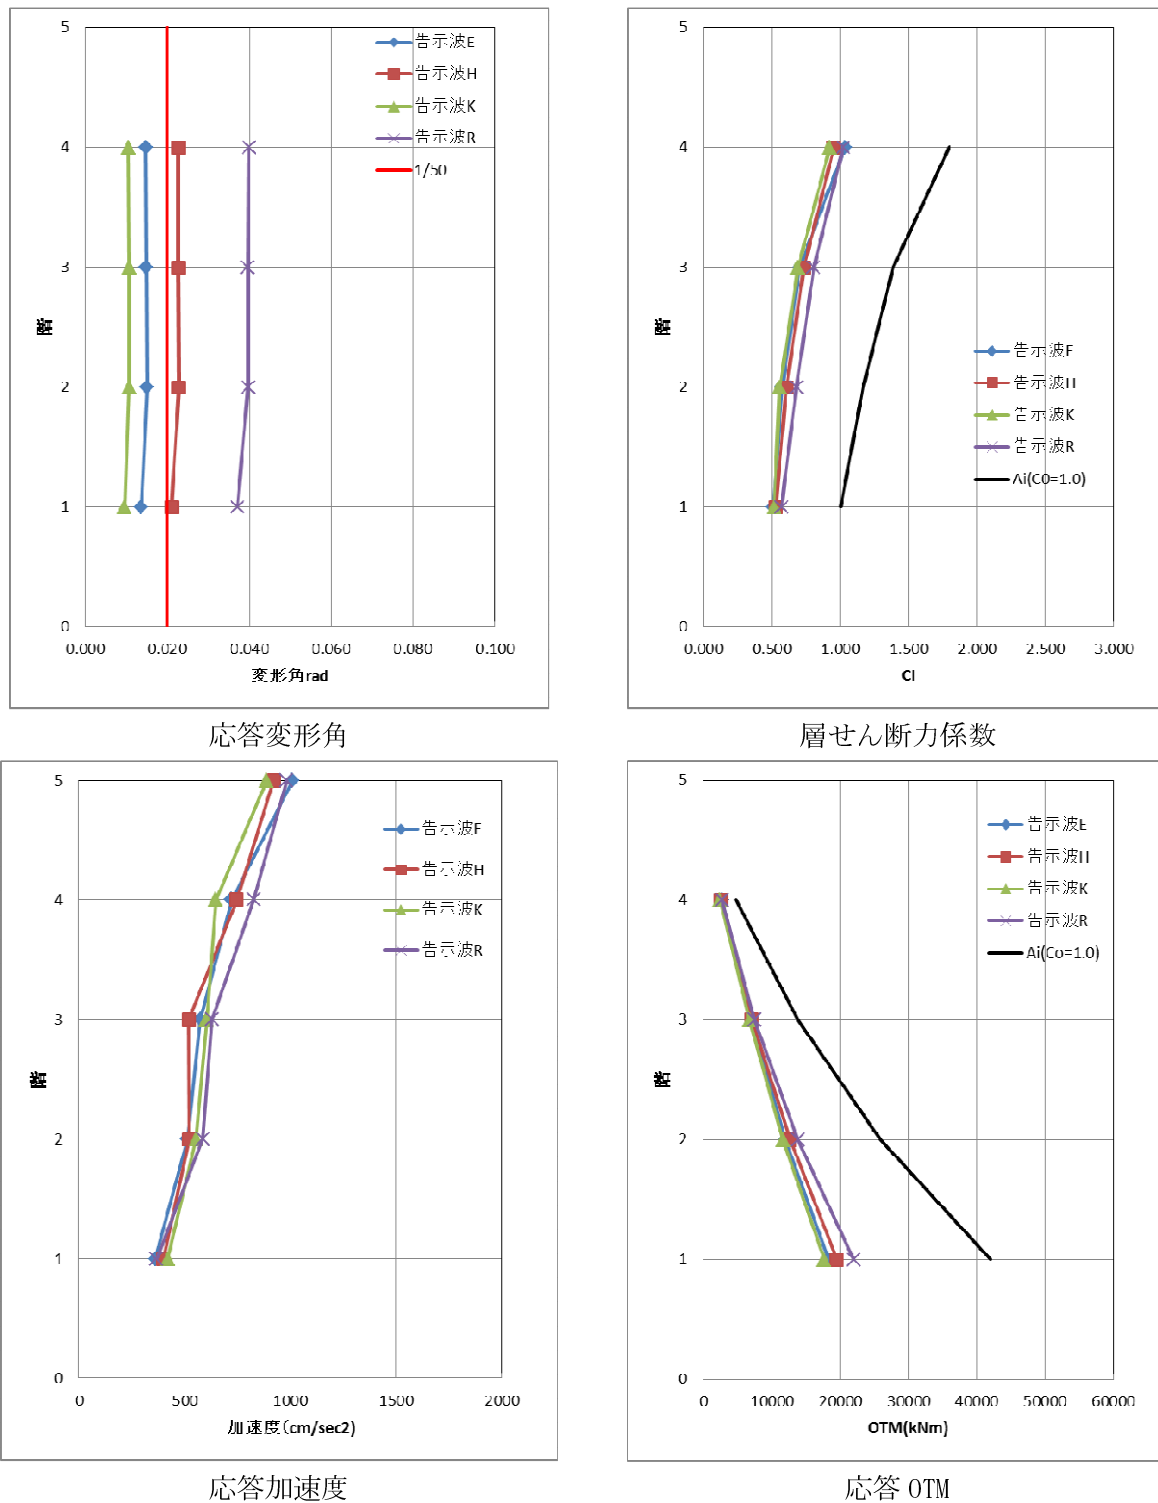 5
4
3
2
1
0
階
告示波E
告示波H
告示波K
告示波R
1/50
0.000 0.020 0.040 0.060 0.080 0.100
変形角rad
応答変形角
5
4
3
2
1
0
階
告示波E
告示波H
告示波K
告示波R
Ai(C0=1.0)
0.000 0.500 1.000 1.500 2.000 2.500 3.000
CI
層せん断力係数
5
4
3
2
1
0
階
告示波E
告示波H
告示波K
告示波R
0 500 1000 1500 2000
加速度(cm/sec2)
応答加速度
5
4
3
2
1
0
階
告示波E
告示波H
告示波K
告示波R
Ai(Co=1.0)
0 10000 20000 30000 40000 50000 60000
OTM(kNm)
応答 OTM